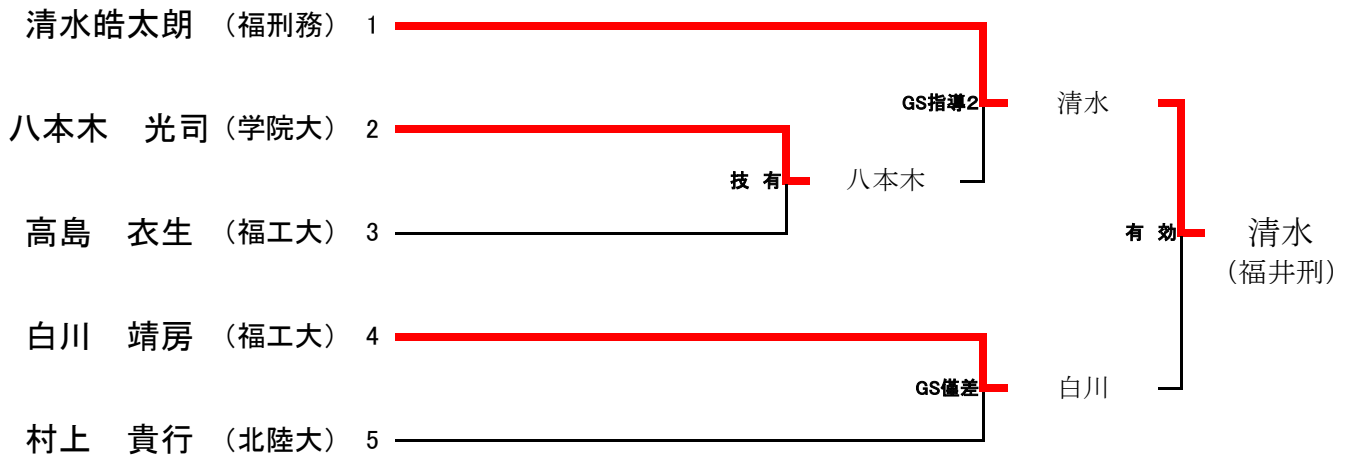 清水皓太朗 （福刑務） 1
GS指導2 清水
八本木 光司 （学院大） 2
技 有 八本木
高島 衣生 （福工大） 3
有 効 清水
（福井刑）
白川 靖房 （福工大） 4
GS僅差 白川
村上 貴行 （北陸大） 5